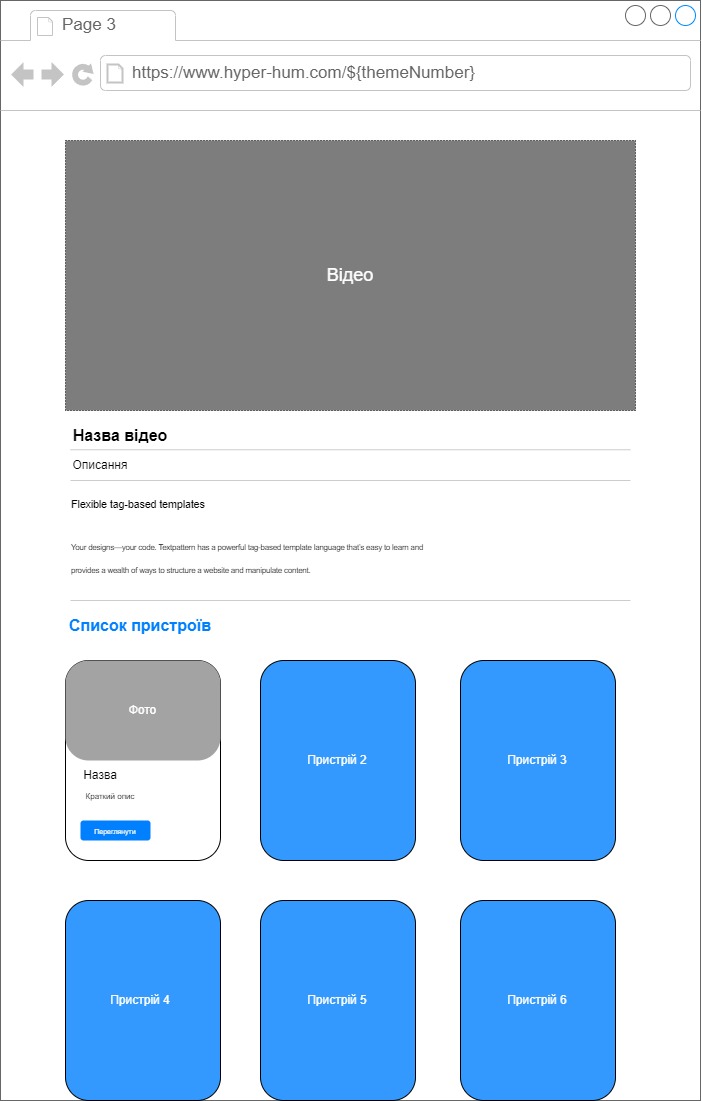 Page 3
https://www.hyper-hum.com/${themeNumber}
Відео
Назва відео
Описання
Flexible tag-based templates
Your designs—your code. Textpattern has a powerful tag-based template language that's easy to learn and
provides a wealth of ways to structure a website and manipulate content.
Список пристроїв
Фото
Назва
Краткий опис
Переглянути
Пристрій 2
Пристрій 3
Пристрій 4
Пристрій 5
Пристрій 6